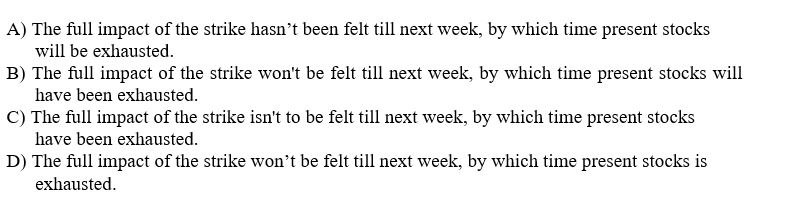 A) The full impact of the strike hasn’t been felt till next week, by which time present stocks
will be exhausted.
B) The full impact of the strike won't be felt till next week, by which time present stocks will
have been exhausted.
C) The full impact of the strike isn't to be felt till next week, by which time present stocks
have been exhausted.
D) The full impact of the strike won’t be felt till next week, by which time present stocks is
exhausted.